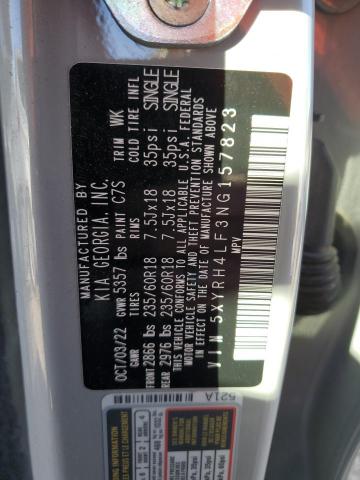 MANUFACTURED BY
KIA GEORGIA, INC.
OCT/03/22 GVWR 5357 lbs PAINT C7S TRIM WK
GAWR RIMS COLD TIRE INFL
FRONT 2866 lbs 235/60R18 7.5Jx18 35psi SINGLE
REAR 2976 lbs 235/60R18 7.5Jx18 35psi SINGLE
THIS VEHICLE CONFORMS TO ALL APPLICABLE U.S.A. FEDERAL
MOTOR VEHICLE SAFETY, BUMPER, AND THEFT PREVENTION STANDARDS
IN EFFECT ON THE DATE OF MANUFACTURE SHOWN ABOVE.
VIN 5XYRH4LF3NG157823
MPV
521A